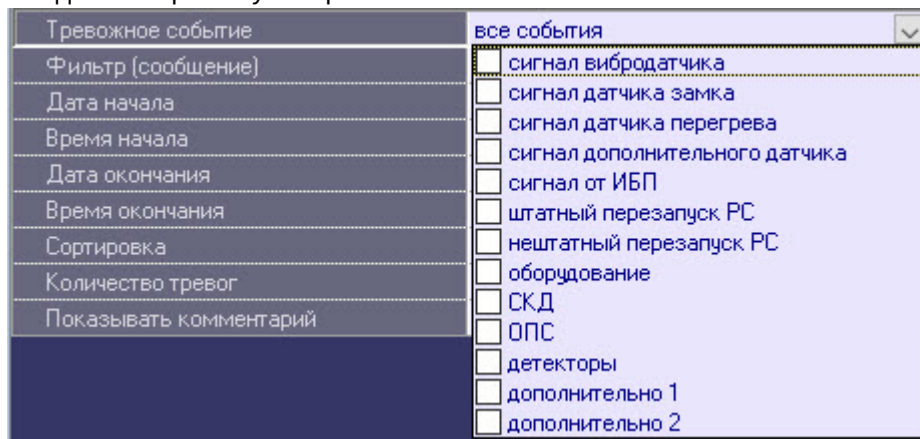 Тревожное событие все события
Фильтр (сообщение) сигнал вибродатчика
Дата начала сигнал датчика замка
Время начала сигнал датчика перегрева
Дата окончания сигнал дополнительного датчика
Время окончания сигнал от ИБП
Сортировка штатный перезапуск РС
Количество тревог нештатный перезапуск РС
Показывать комментарий оборудование
СКД
ОПС
детекторы
дополнительно 1
дополнительно 2